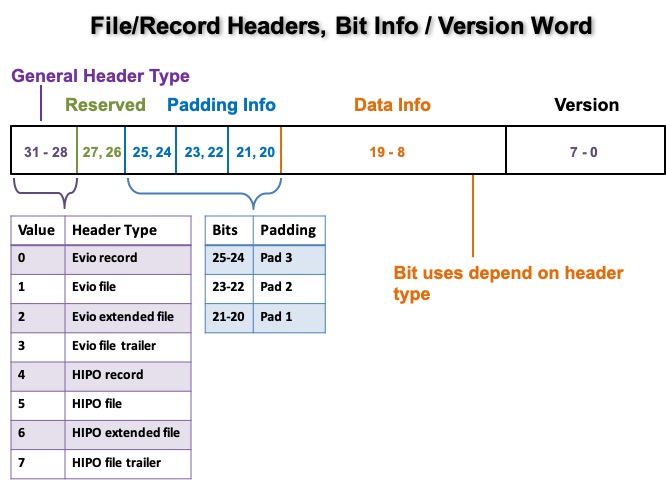 File/Record Headers, Bit Info / Version Word
General Header Type
Reserved Padding Info Data Info Version
31 - 28 27, 26 25, 24 23, 22 21, 20 19 - 8 7 - 0
Value Header Type
0 Evio record
1 Evio file
2 Evio extended file
3 Evio file trailer
4 HIPO record
5 HIPO file
6 HIPO extended file
7 HIPO file trailer
Bits Padding
25-24 Pad 3
23-22 Pad 2
21-20 Pad 1
Bit uses depend on header
type